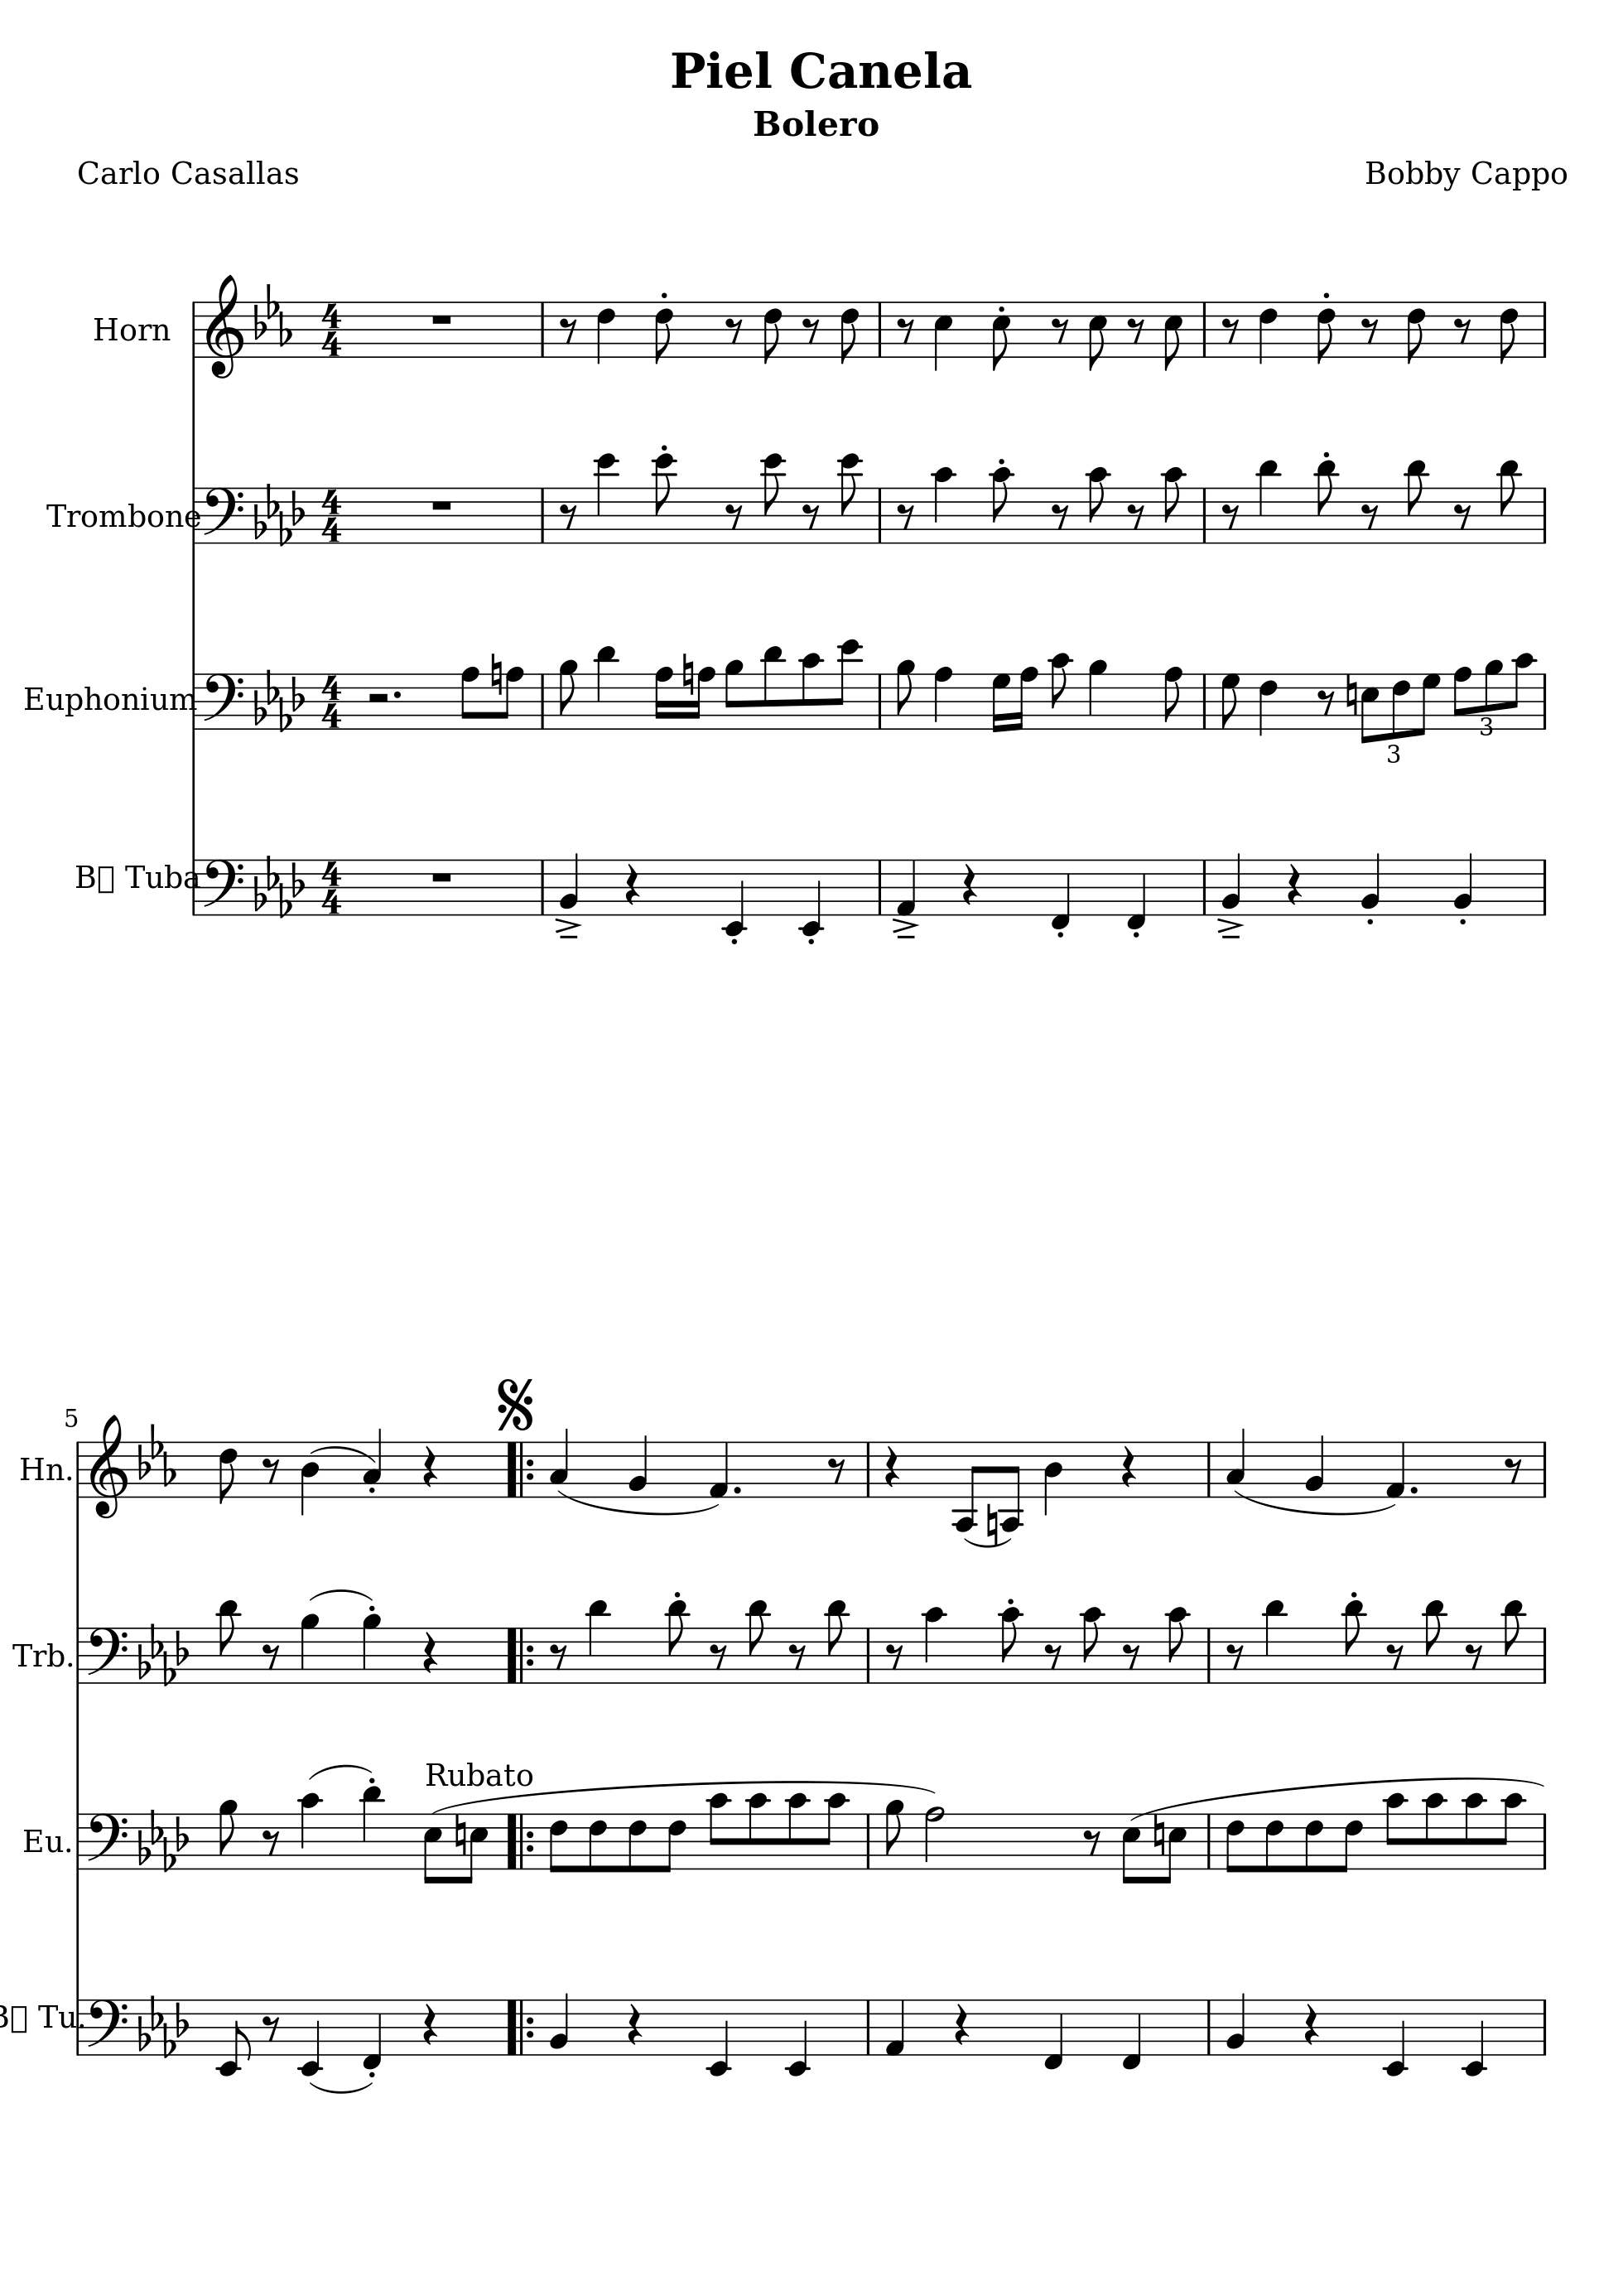 Piel Canela
Bolero
Carlo Casallas
Bobby Cappo
Horn
Trombone
Euphonium
3
3
B▯ Tuba
5
Hn.
Trb.
Rubato
Eu.
B▯ Tu.